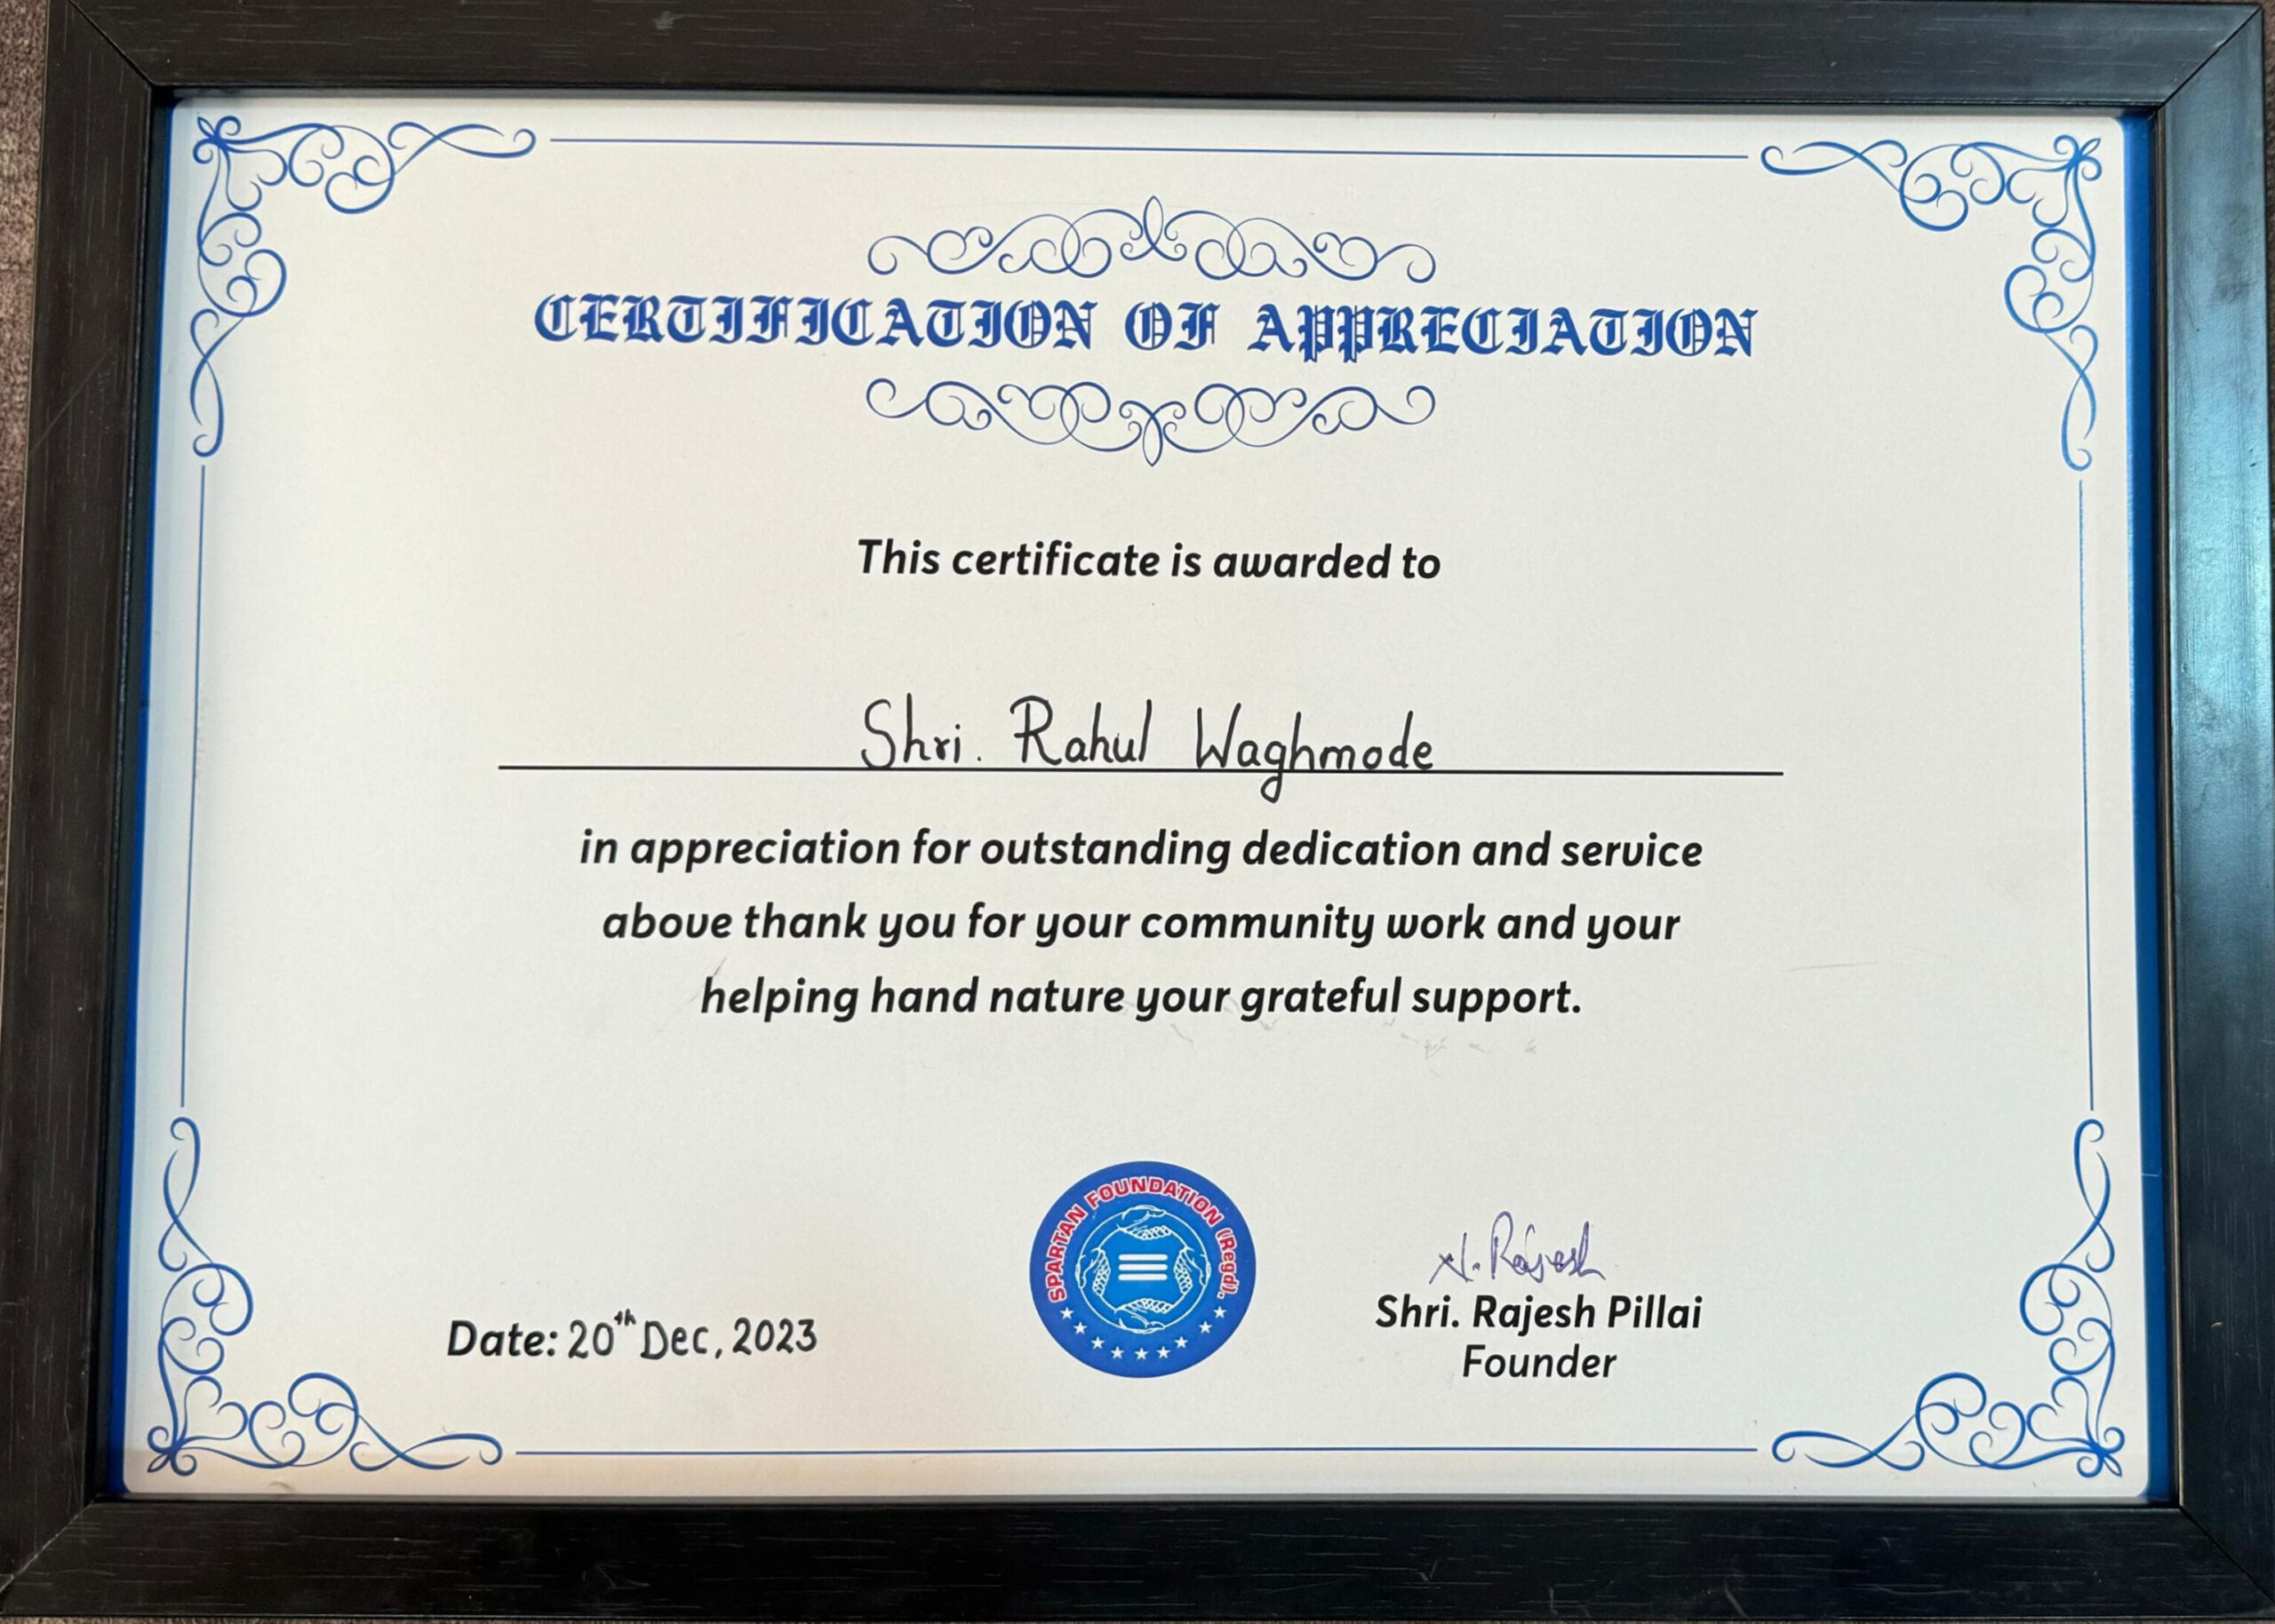 CERTIFICATION OF APPRECIATION
This certificate is awarded to
Shri. Rahul Waghmode
in appreciation for outstanding dedication and service
above thank you for your community work and your
helping hand nature your grateful support.
SPARTAN FOUNDATION (Regd).
N. Rajesh
Shri. Rajesh Pillai
Founder
Date: 20th Dec, 2023